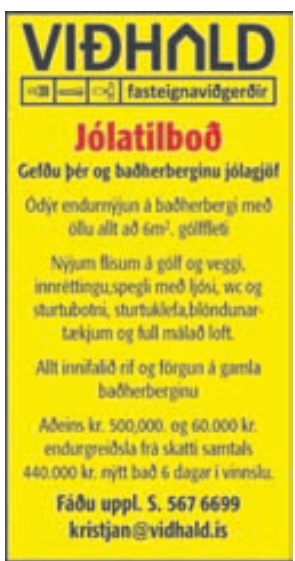 VIÐHALD
fasteignaviðgerðir
Jólatilboð
Gefðu þér og baðherberginu jólagjöf
Ódýr endurnýjun á baðherbergi með
öllu allt að 6m², gólffleti
Nýjum flísum á gólf og veggi,
innréttingu,spegli með ljósi, wc og
sturtubotni, sturtuklefa,blöndunar-
tækjum og full málað loft.
Allt innifalið rif og förgun á gamla
baðherberginu
Aðeins kr. 500,000. og 60.000 kr.
endurgreiðsla frá skatti samtals
440.000 kr. nýtt bað 6 dagar í vinnslu.
Fáðu uppl. S. 567 6699
kristjan@vidhald.is